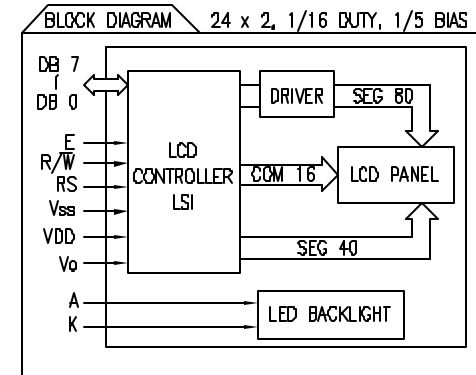 BLOCK DIAGRAM 24 x 2, 1/16 DUTY, 1/5 BIAS
DB 7
DB 0
E
R/W
RS
Vss
VDD
Vo
A
K
LCD
CONTROLLER
LSI
DRIVER
SEG 80
COM 16
LCD PANEL
SEG 40
LED BACKLIGHT